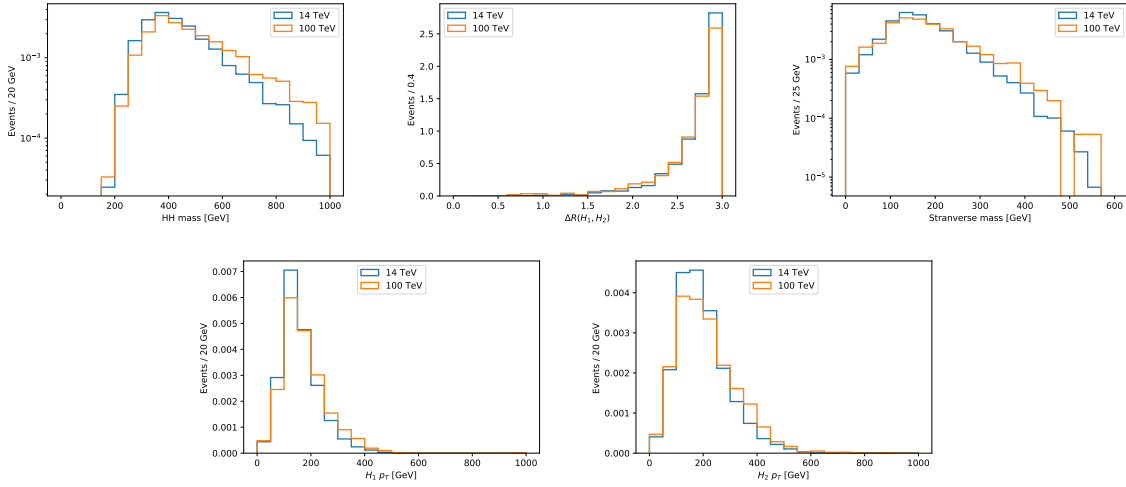 14 TeV
100 TeV
Events / 20 GeV
10⁻³
10⁻⁴
0 200 400 600 800 1000
HH mass [GeV]
14 TeV
100 TeV
Events / 0.4
2.5
2.0
1.5
1.0
0.5
0.0
0.0 0.5 1.0 1.5 2.0 2.5 3.0
ΔR(H₁, H₂)
14 TeV
100 TeV
Events / 25 GeV
10⁻³
10⁻⁴
10⁻⁵
0 100 200 300 400 500 600
Stranverse mass [GeV]
14 TeV
100 TeV
Events / 20 GeV
0.007
0.006
0.005
0.004
0.003
0.002
0.001
0.000
0 200 400 600 800 1000
H₁ p_T [GeV]
14 TeV
100 TeV
Events / 20 GeV
0.004
0.003
0.002
0.001
0.000
0 200 400 600 800 1000
H₂ p_T [GeV]